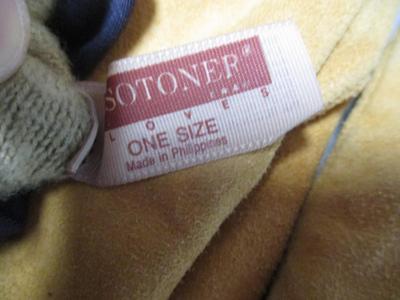 SOTONER®
LOVES
ONE SIZE
Made in Philippines